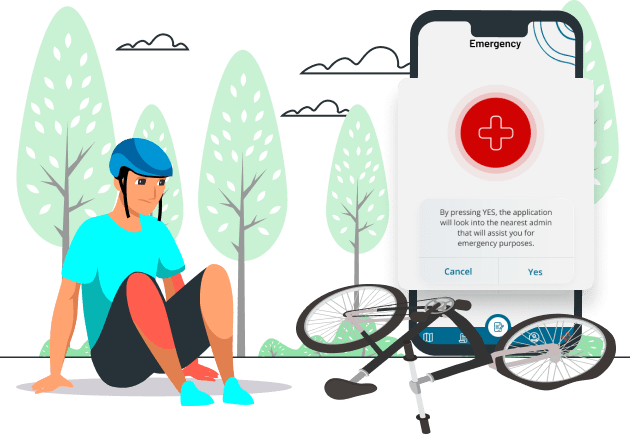 Emergency
By pressing YES, the application
will look into the nearest admin
that will assist you for
emergency purposes.
Cancel Yes